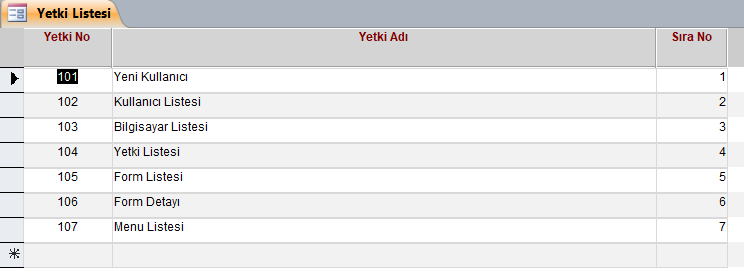 Yetki Listesi
Yetki No Yetki Adı Sıra No
101 Yeni Kullanıcı 1
102 Kullanıcı Listesi 2
103 Bilgisayar Listesi 3
104 Yetki Listesi 4
105 Form Listesi 5
106 Form Detayı 6
107 Menu Listesi 7